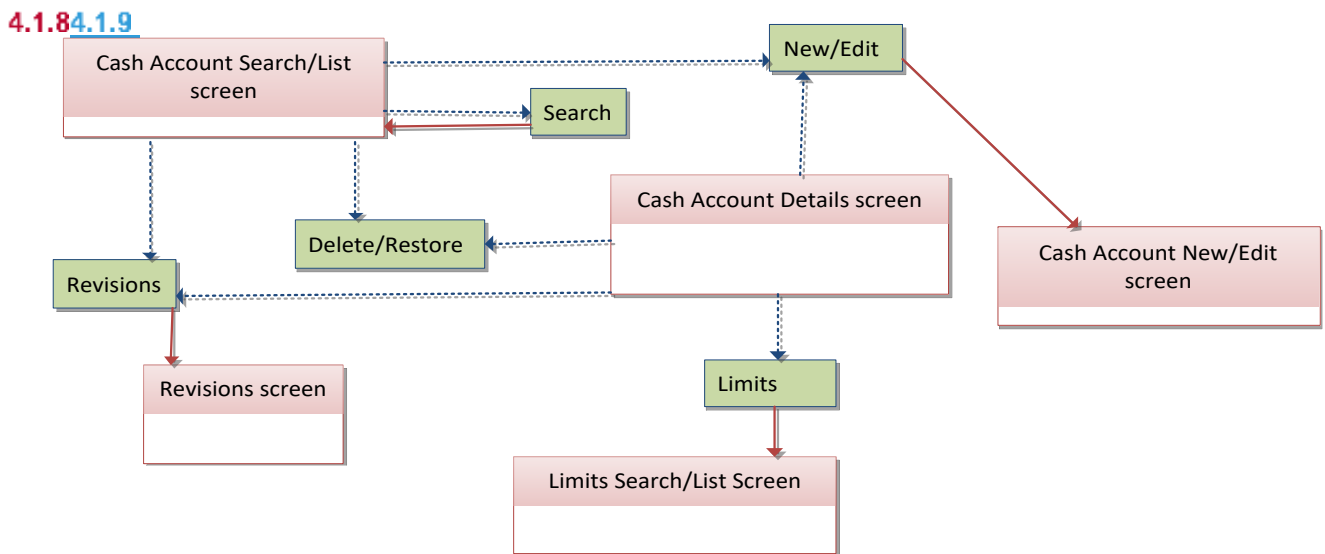 4.1.84.1.9
Cash Account Search/List
screen
New/Edit
Search
Cash Account Details screen
Delete/Restore
Cash Account New/Edit
screen
Revisions
Revisions screen
Limits
Limits Search/List Screen